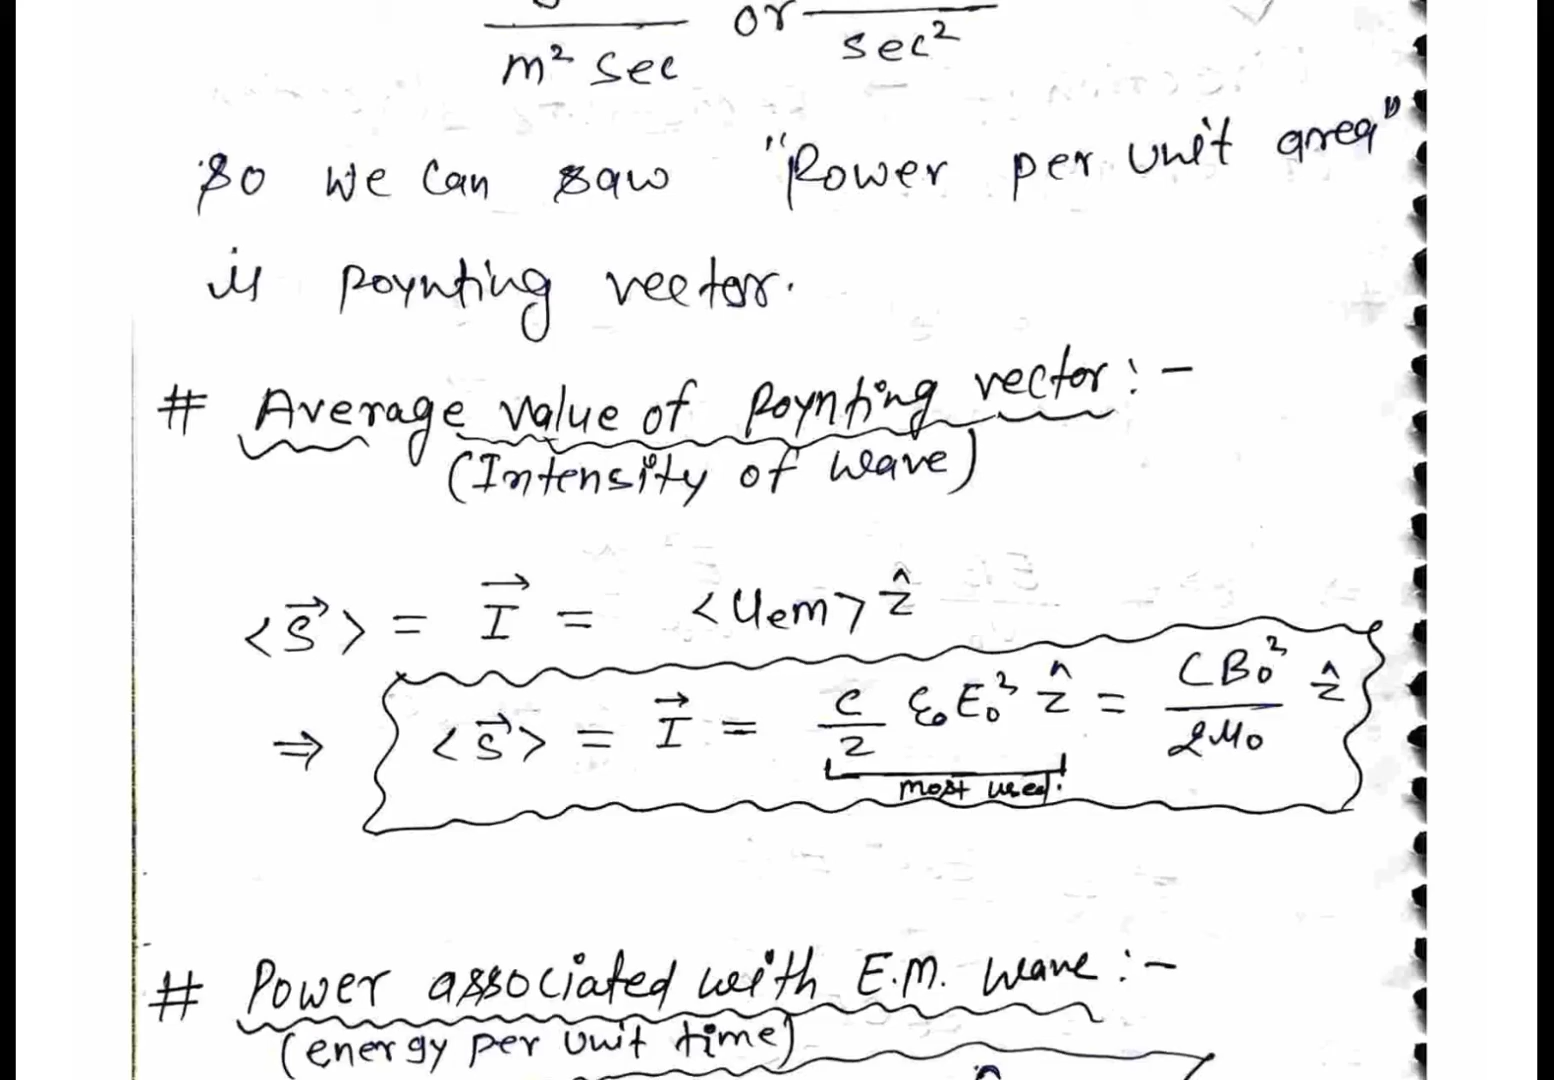 m² sec or sec²
so we can saw "Power per unit area"
is poynting vector.
# Average value of Poynting vector :-
(Intensity of wave)
<S⃗> = I⃗ = <Uem> ẑ
⇒ <S⃗> = I⃗ = c/2 ε₀E₀² ẑ = CB₀²/2μ₀ ẑ
most used.
# Power associated with E.M. wave :-
(energy per unit time)